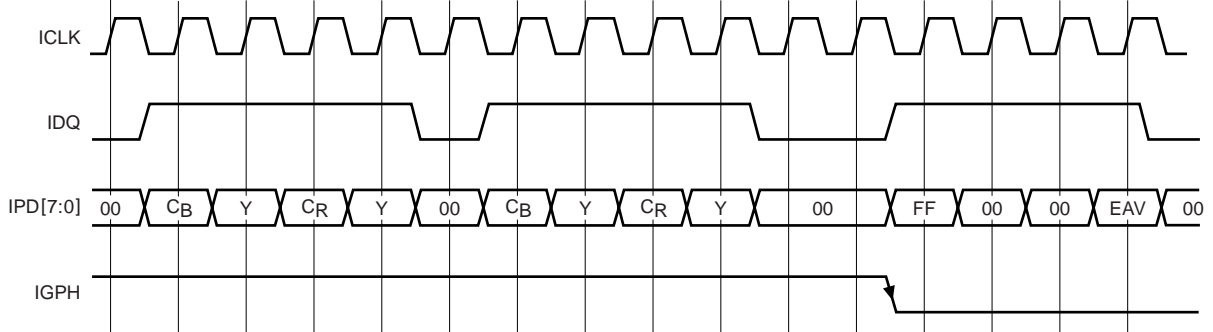 ICLK
IDQ
IPD[7:0] 00 CB Y CR Y 00 CB Y CR Y 00 FF 00 00 EAV 00
IGPH